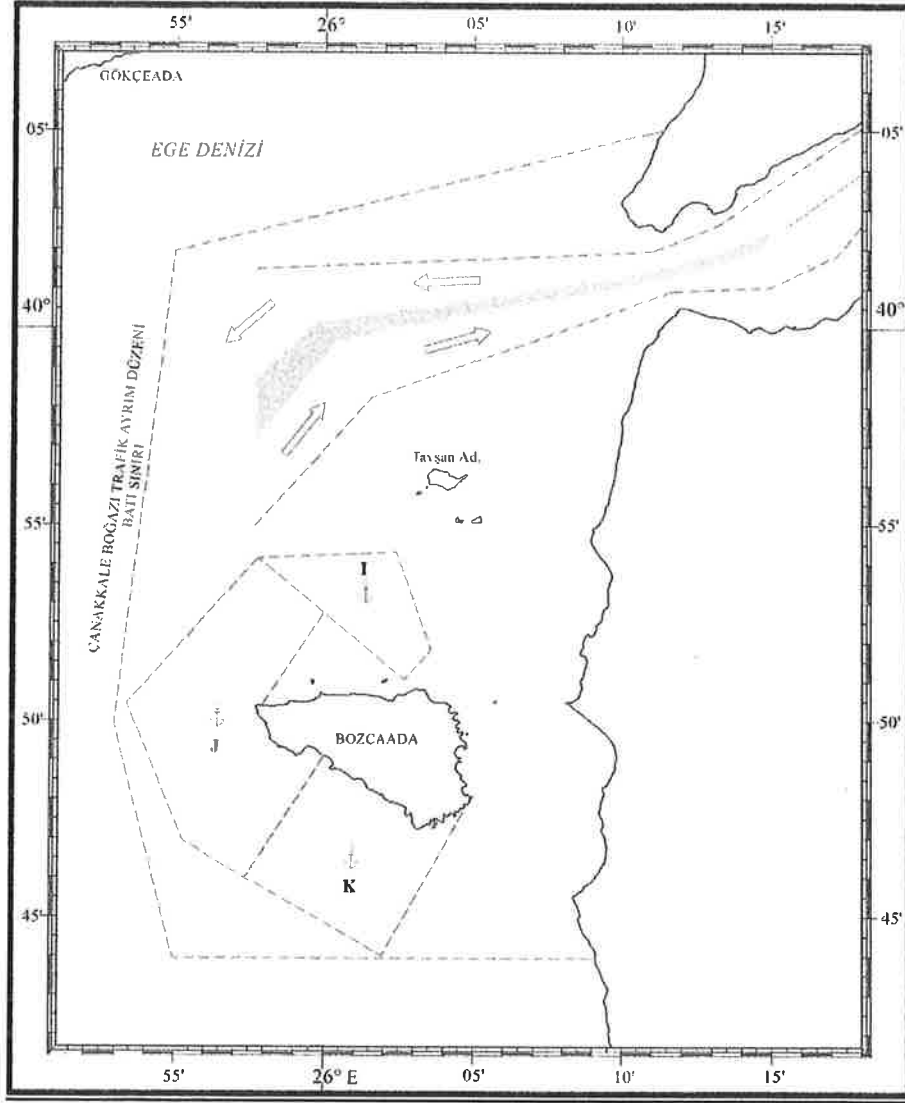 55'
26°
05'
10'
15'
GÖKÇEADA
05'
05'
EGE DENİZİ
40°
40°
ÇANAKKALE BOĞAZI TRAFİK AYRIM DÜZENİ
BATI SINIRI
Tavşan Ad.
55'
55'
I
50'
50'
J
BOZCAADA
K
45'
45'
55'
26° E
05'
10'
15'